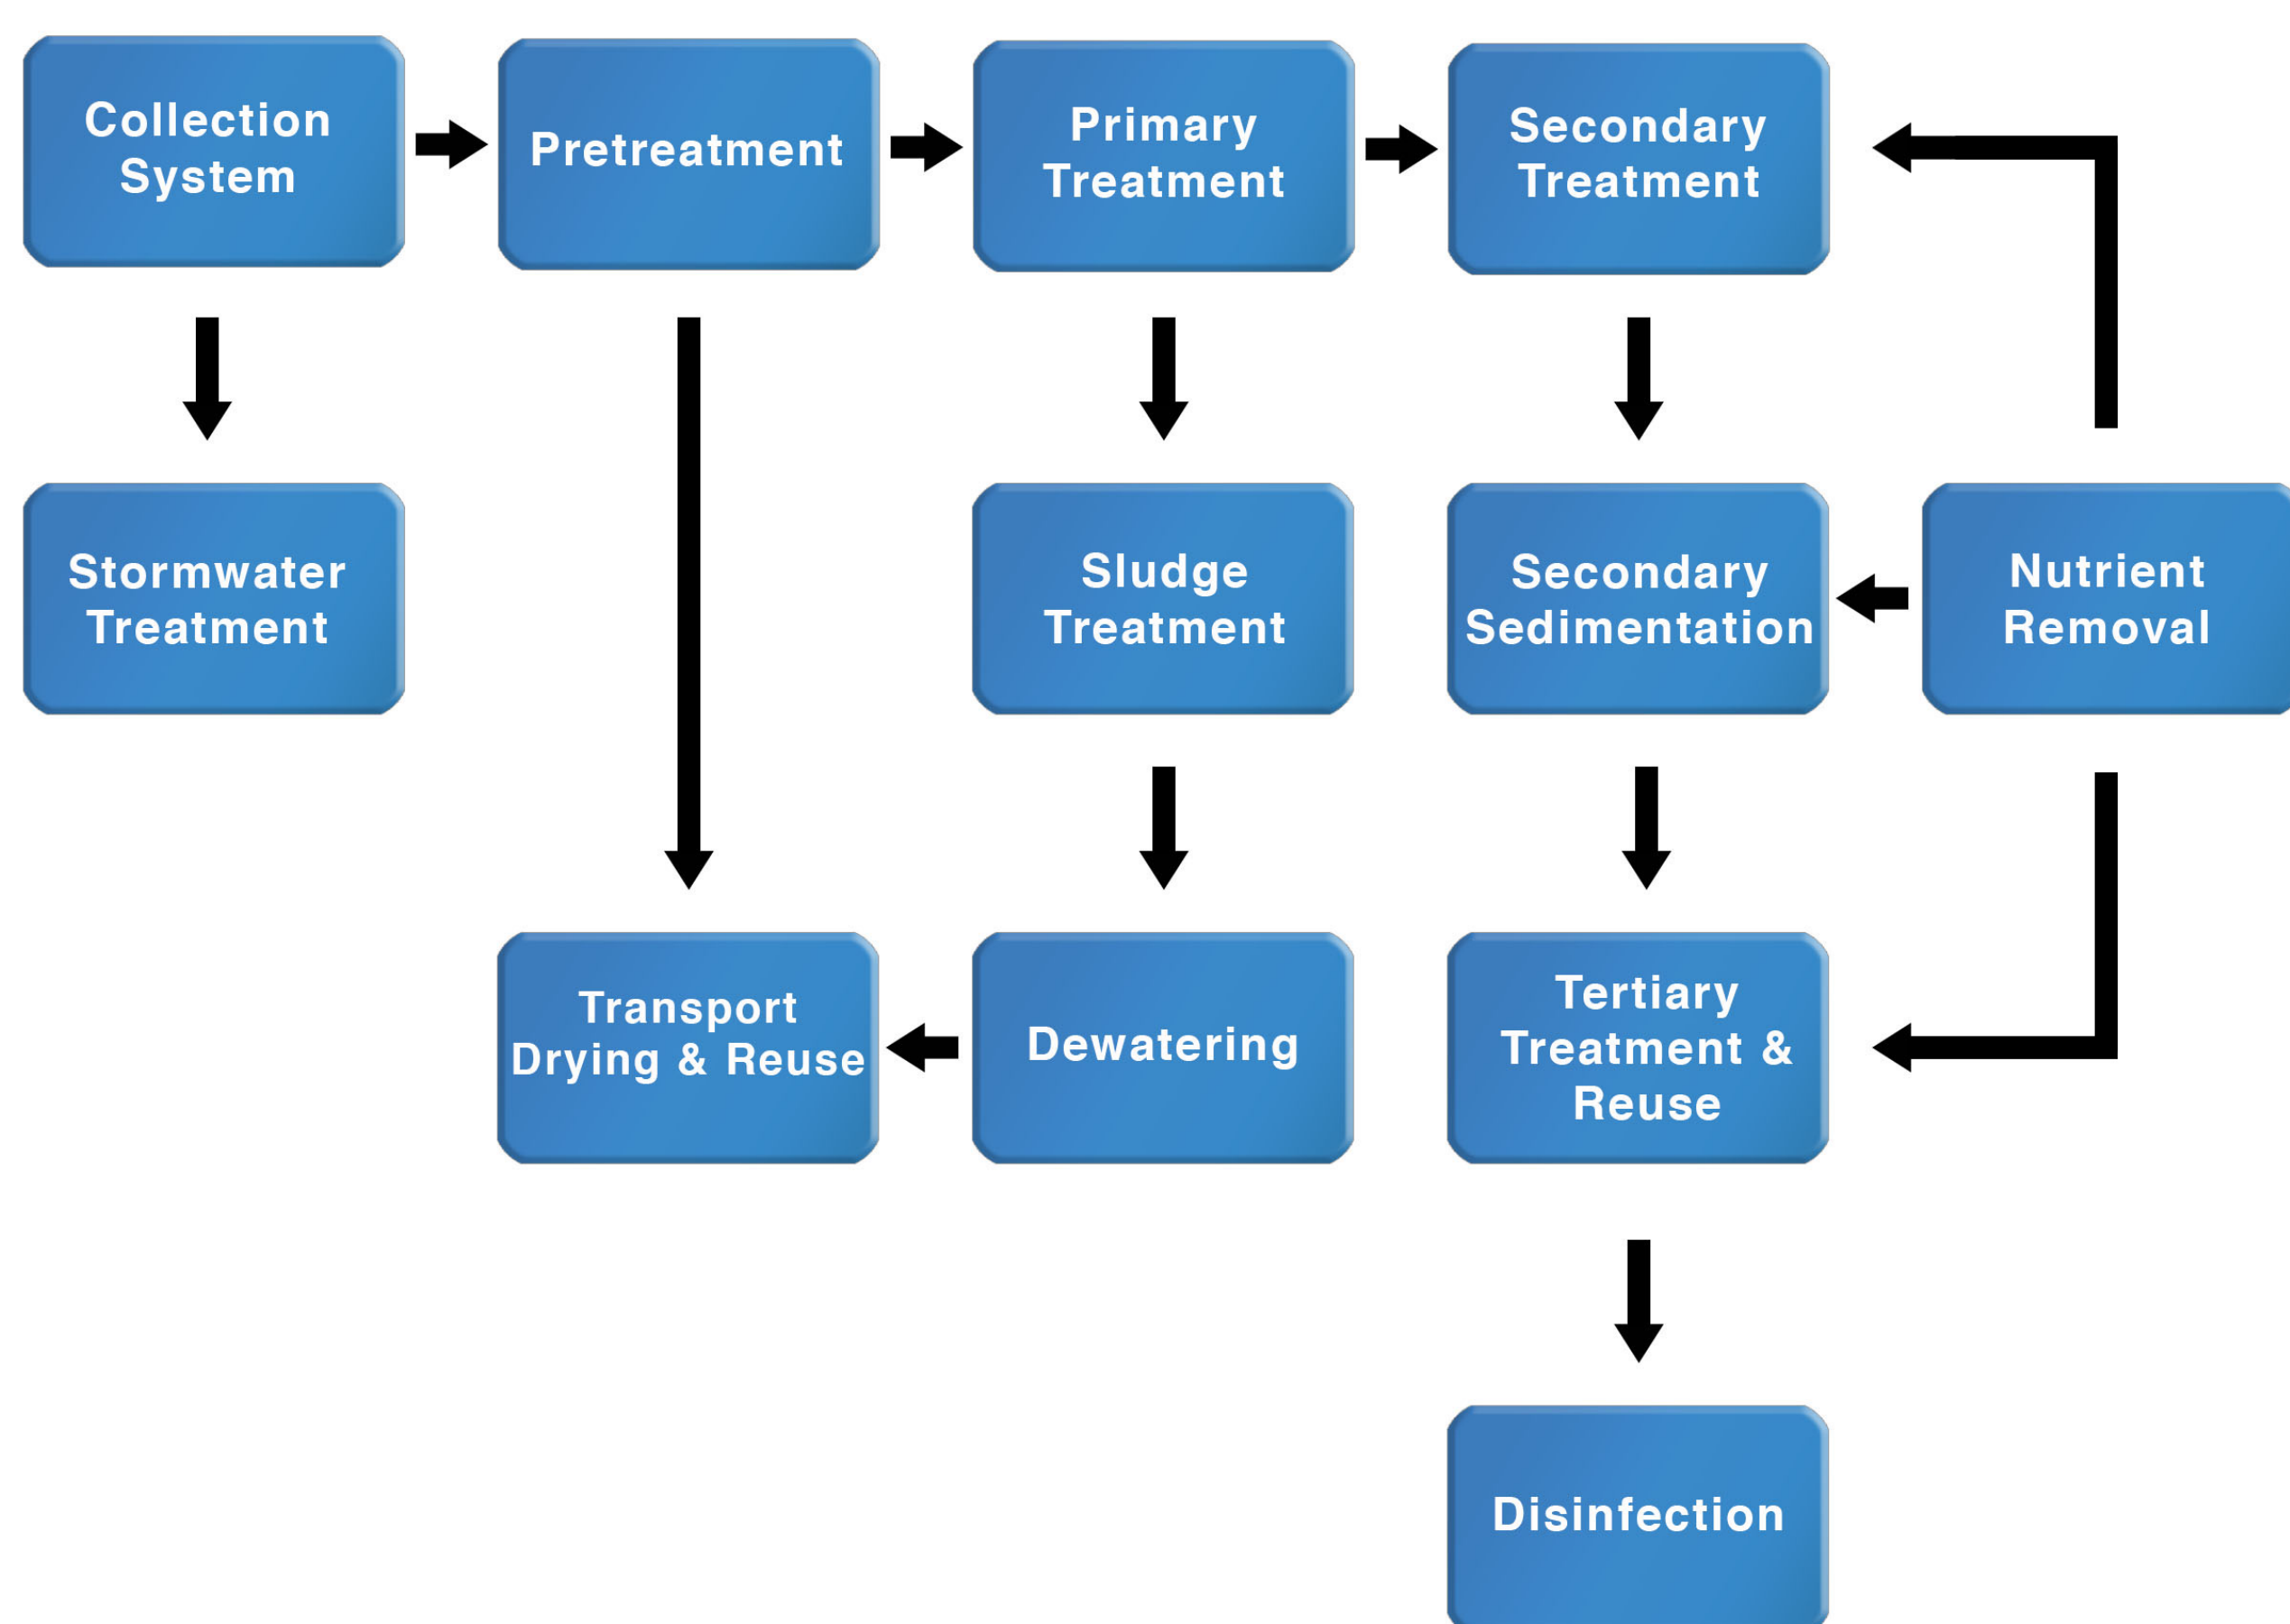 Collection
System
Pretreatment
Primary
Treatment
Secondary
Treatment
Stormwater
Treatment
Sludge
Treatment
Secondary
Sedimentation
Nutrient
Removal
Transport
Drying & Reuse
Dewatering
Tertiary
Treatment &
Reuse
Disinfection